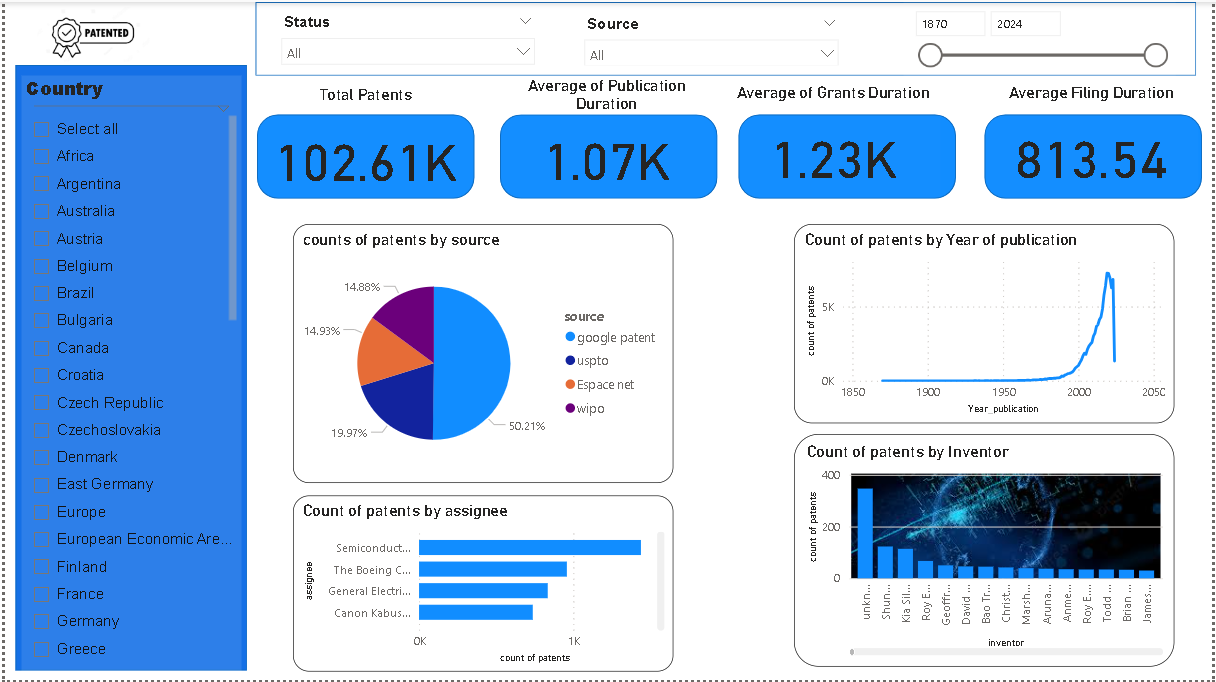 PATENTED
Status
All
Source
All
1870
2024
Country
Select all
Africa
Argentina
Australia
Austria
Belgium
Brazil
Bulgaria
Canada
Croatia
Czech Republic
Czechoslovakia
Denmark
East Germany
Europe
European Economic Are...
Finland
France
Germany
Greece
Total Patents
102.61K
Average of Publication
Duration
1.07K
Average of Grants Duration
1.23K
Average Filing Duration
813.54
counts of patents by source
14.88%
14.93%
19.97%
50.21%
source
google patent
uspto
Espace net
wipo
Count of patents by Year of publication
count of patents
5K
0K
1850
1900
1950
2000
2050
Year_publication
Count of patents by assignee
assignee
Semiconduct...
The Boeing C...
General Electri...
Canon Kabus...
0K
1K
count of patents
Count of patents by Inventor
count of patents
400
200
0
unkn...
Shun...
Kia Sil...
Roy E...
Geoffr...
David ...
Bao Tr...
Christ...
Marsh...
Aruna...
Anme...
Roy E....
Todd ...
Brian ...
James...
inventor